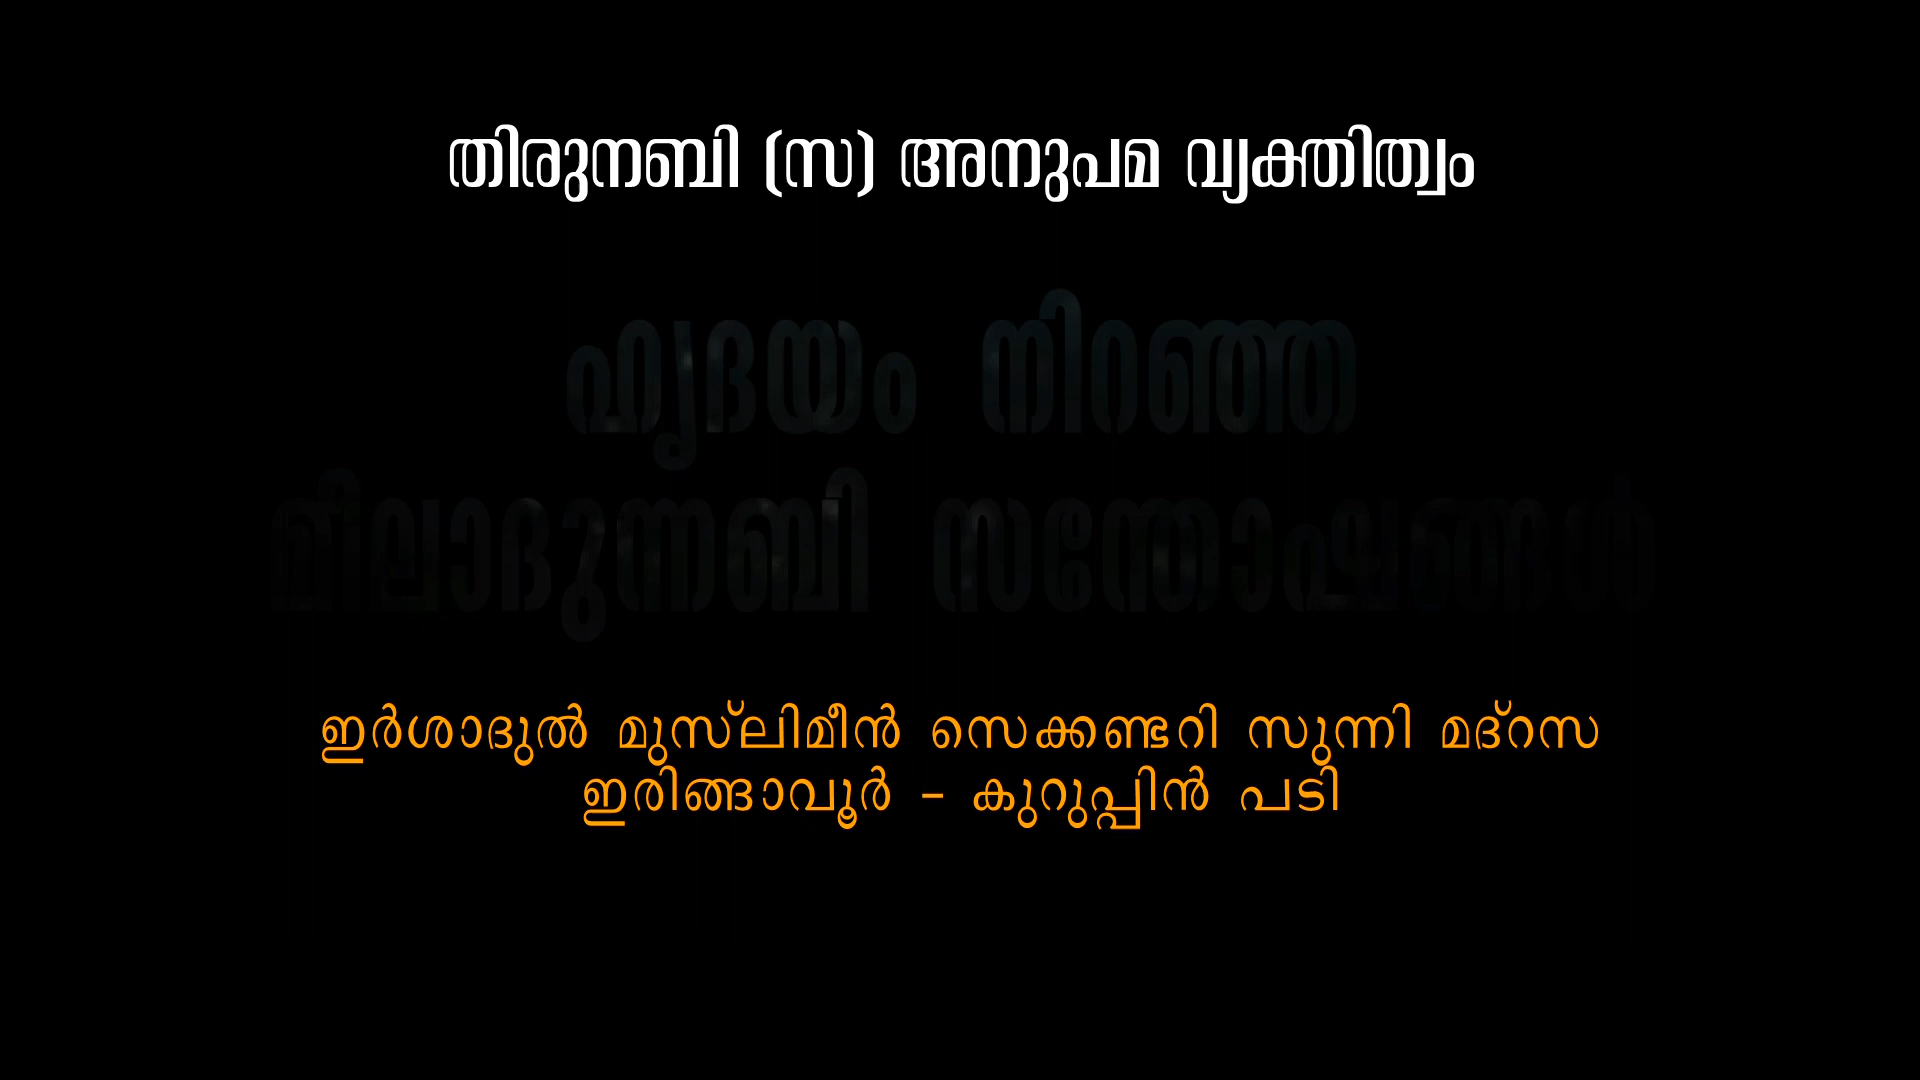 തിരുനബി (സ) അനുപമ വ്യക്തിത്വം
ഹൃദയം നിറഞ്ഞ
മീലാദുന്നബി സന്തോഷങ്ങൾ
ഇർശാദുൽ മുസ്‌ലിമീൻ സെക്കണ്ടറി സുന്നി മദ്റസ
ഇരിങ്ങാവൂർ - കുറുപ്പിൻ പടി